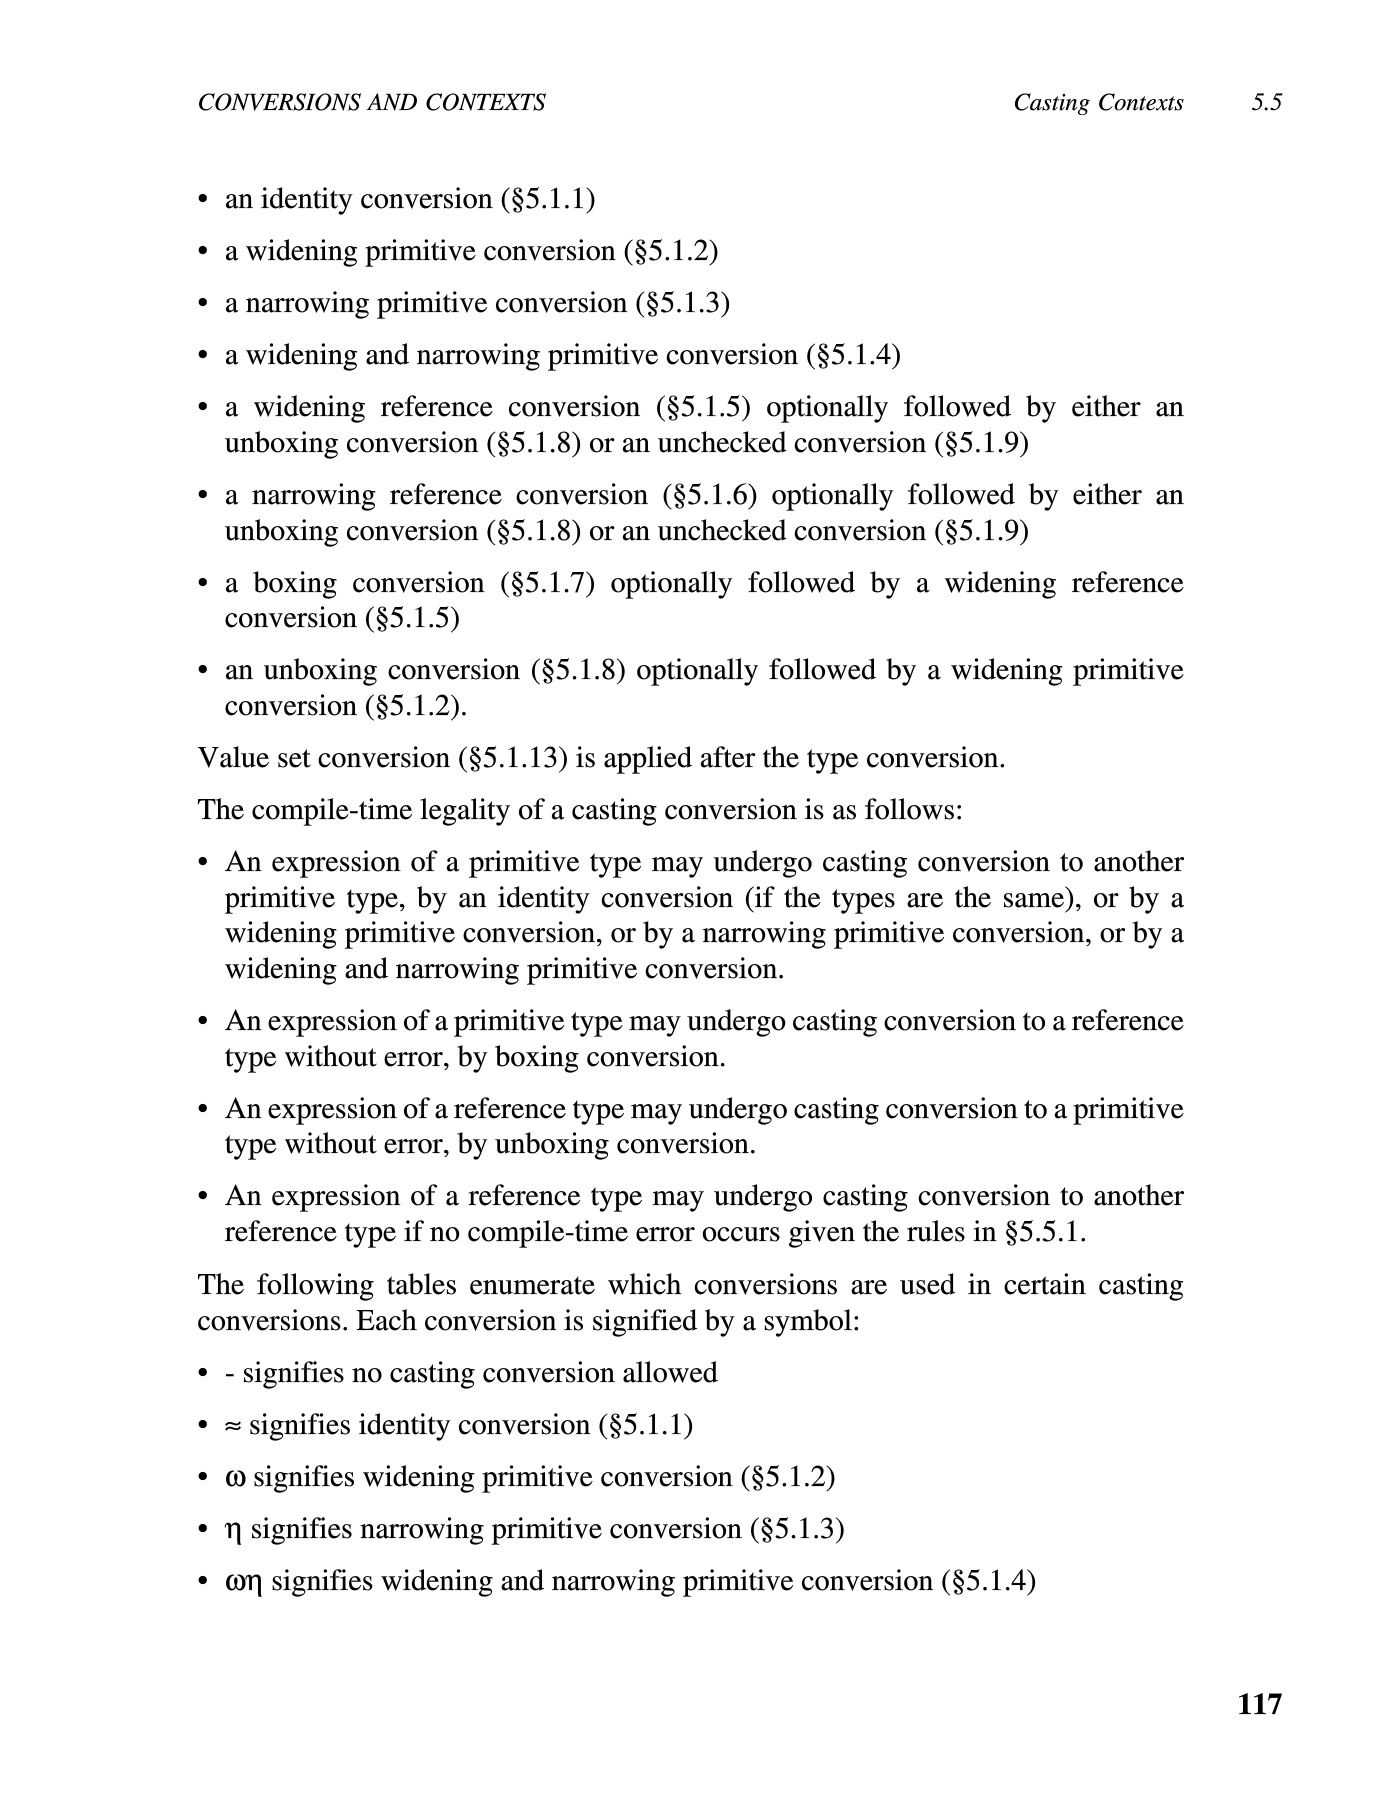 CONVERSIONS AND CONTEXTS Casting Contexts 5.5
• an identity conversion (§5.1.1)
• a widening primitive conversion (§5.1.2)
• a narrowing primitive conversion (§5.1.3)
• a widening and narrowing primitive conversion (§5.1.4)
• a widening reference conversion (§5.1.5) optionally followed by either an
unboxing conversion (§5.1.8) or an unchecked conversion (§5.1.9)
• a narrowing reference conversion (§5.1.6) optionally followed by either an
unboxing conversion (§5.1.8) or an unchecked conversion (§5.1.9)
• a boxing conversion (§5.1.7) optionally followed by a widening reference
conversion (§5.1.5)
• an unboxing conversion (§5.1.8) optionally followed by a widening primitive
conversion (§5.1.2).
Value set conversion (§5.1.13) is applied after the type conversion.
The compile-time legality of a casting conversion is as follows:
• An expression of a primitive type may undergo casting conversion to another
primitive type, by an identity conversion (if the types are the same), or by a
widening primitive conversion, or by a narrowing primitive conversion, or by a
widening and narrowing primitive conversion.
• An expression of a primitive type may undergo casting conversion to a reference
type without error, by boxing conversion.
• An expression of a reference type may undergo casting conversion to a primitive
type without error, by unboxing conversion.
• An expression of a reference type may undergo casting conversion to another
reference type if no compile-time error occurs given the rules in §5.5.1.
The following tables enumerate which conversions are used in certain casting
conversions. Each conversion is signified by a symbol:
• - signifies no casting conversion allowed
• ≈ signifies identity conversion (§5.1.1)
• ω signifies widening primitive conversion (§5.1.2)
• η signifies narrowing primitive conversion (§5.1.3)
• ωη signifies widening and narrowing primitive conversion (§5.1.4)
117